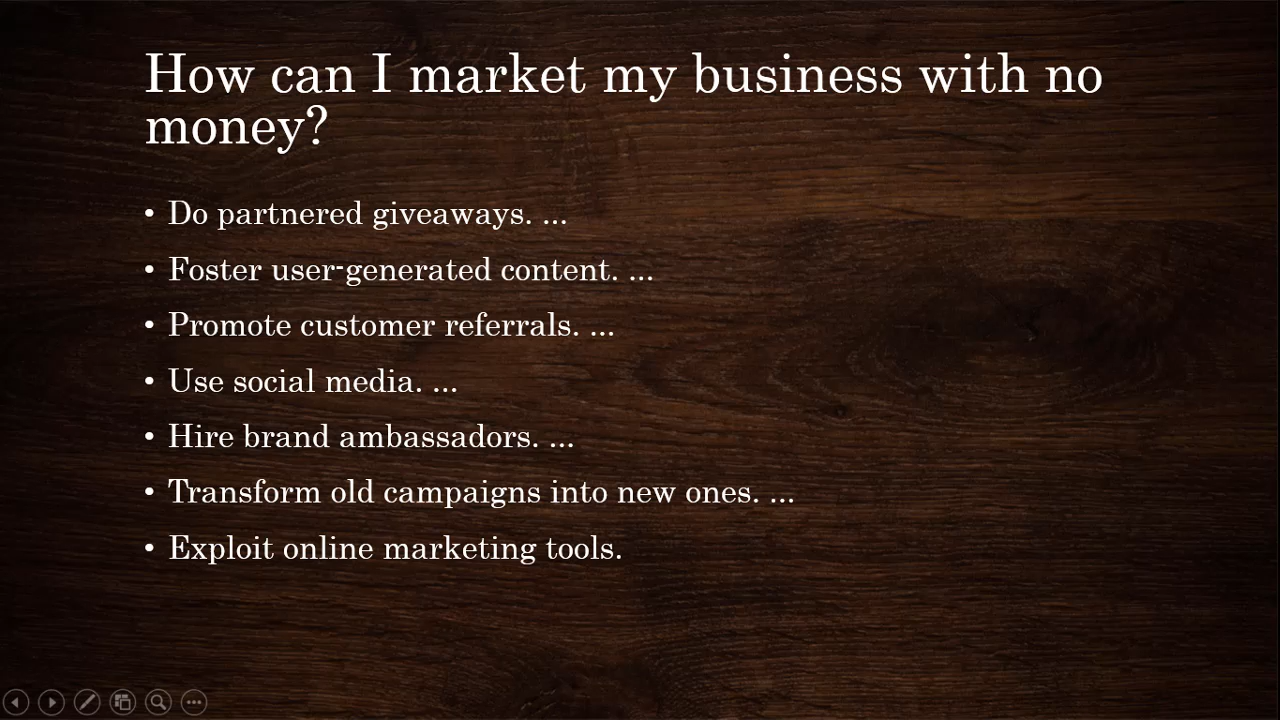 How can I market my business with no
money?
• Do partnered giveaways. ...
• Foster user-generated content. ...
• Promote customer referrals. ...
• Use social media. ...
• Hire brand ambassadors. ...
• Transform old campaigns into new ones. ...
• Exploit online marketing tools.